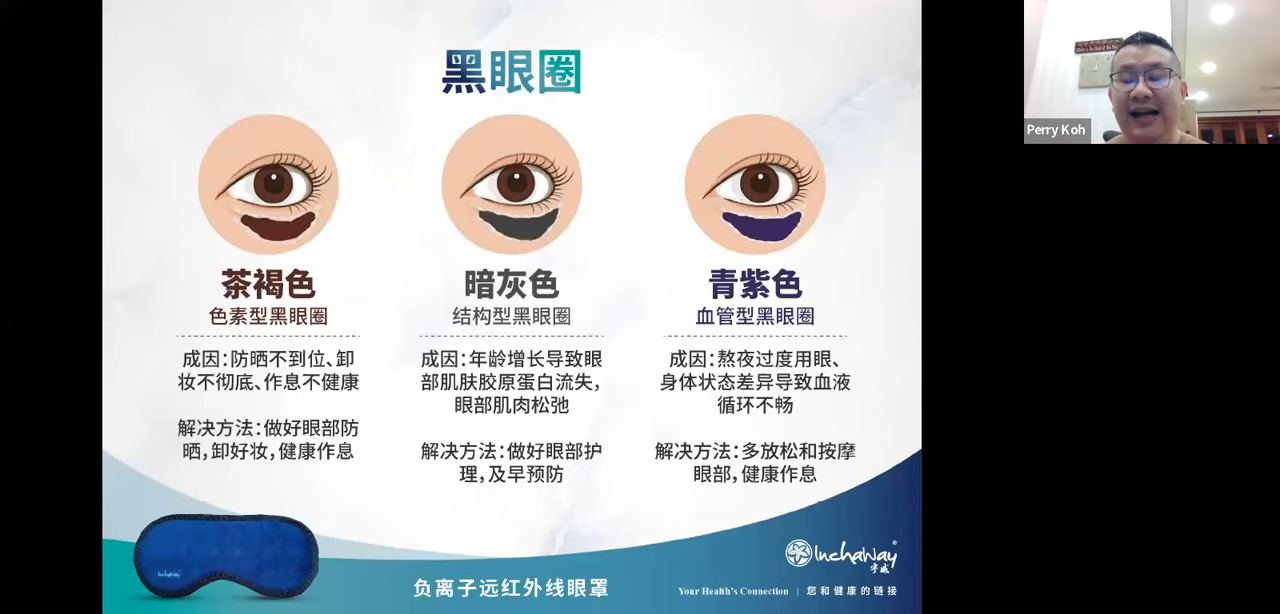 黑眼圈
茶褐色
色素型黑眼圈
成因：防晒不到位、卸
妆不彻底、作息不健康
解决方法：做好眼部防
晒，卸好妆，健康作息
暗灰色
结构型黑眼圈
成因：年龄增长导致眼
部肌肤胶原蛋白流失，
眼部肌肉松弛
解决方法：做好眼部护
理，及早预防
青紫色
血管型黑眼圈
成因：熬夜过度用眼、
身体状态差异导致血液
循环不畅
解决方法：多放松和按摩
眼部，健康作息
Inchaway
负离子远红外线眼罩
Inchaway®
宇威
Your Health's Connection | 您和健康的链接
Perry Koh